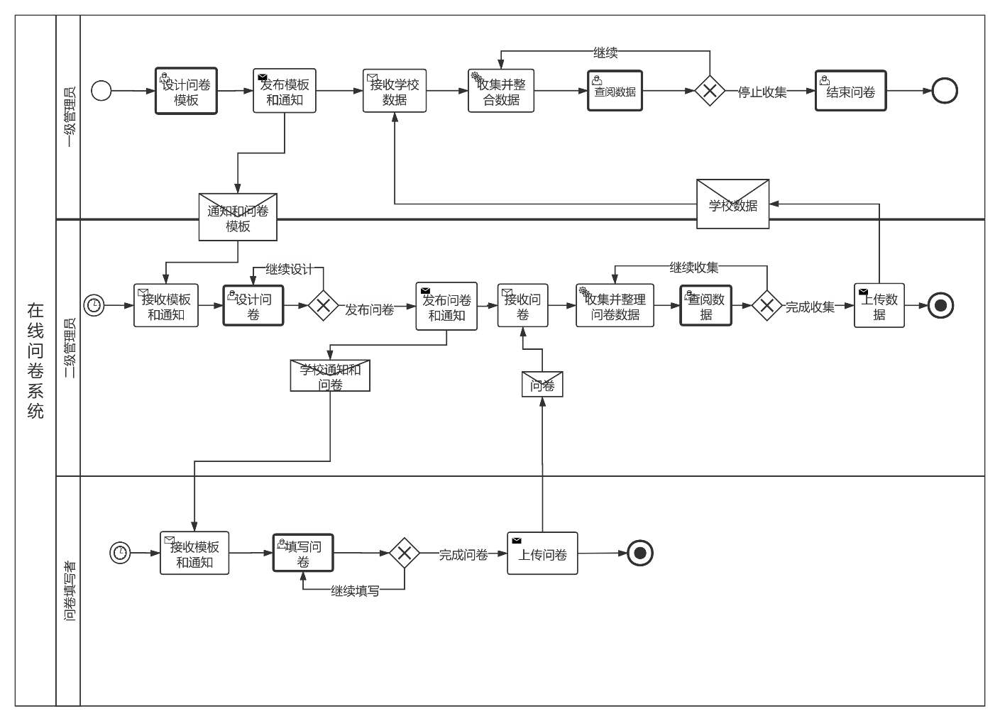 在
线
问
卷
系
统
一级管理员
设计问卷
模板
发布模板
和通知
接收学校
数据
收集并整
合数据
继续
查阅数据
停止收集
结束问卷
通知和问卷
模板
学校数据
二级管理员
接收模板
和通知
继续设计
设计问
卷
发布问卷
发布问卷
和通知
接收问
卷
收集并整理
问卷数据
继续收集
查阅数
据
完成收集
上传数
据
学校通知和
问卷
问卷
问卷填写者
接收模板
和通知
填写问
卷
继续填写
完成问卷
上传问卷